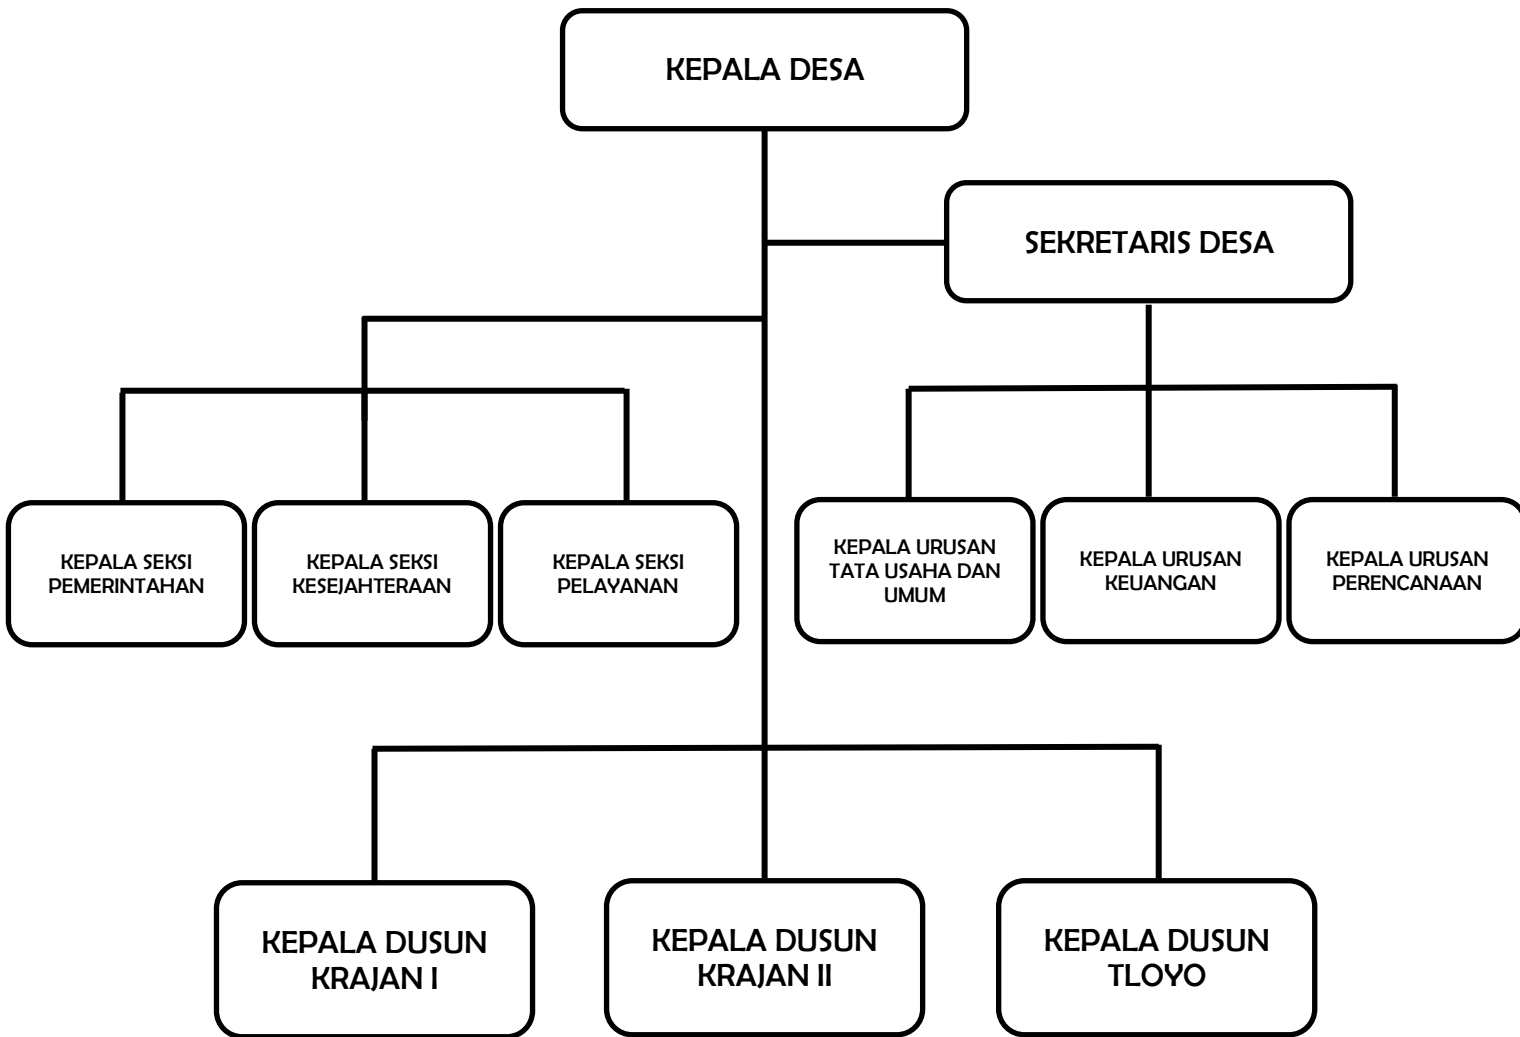 KEPALA DESA
SEKRETARIS DESA
KEPALA SEKSI
PEMERINTAHAN
KEPALA SEKSI
KESEJAHTERAAN
KEPALA SEKSI
PELAYANAN
KEPALA URUSAN
TATA USAHA DAN
UMUM
KEPALA URUSAN
KEUANGAN
KEPALA URUSAN
PERENCANAAN
KEPALA DUSUN
KRAJAN I
KEPALA DUSUN
KRAJAN II
KEPALA DUSUN
TLOYO